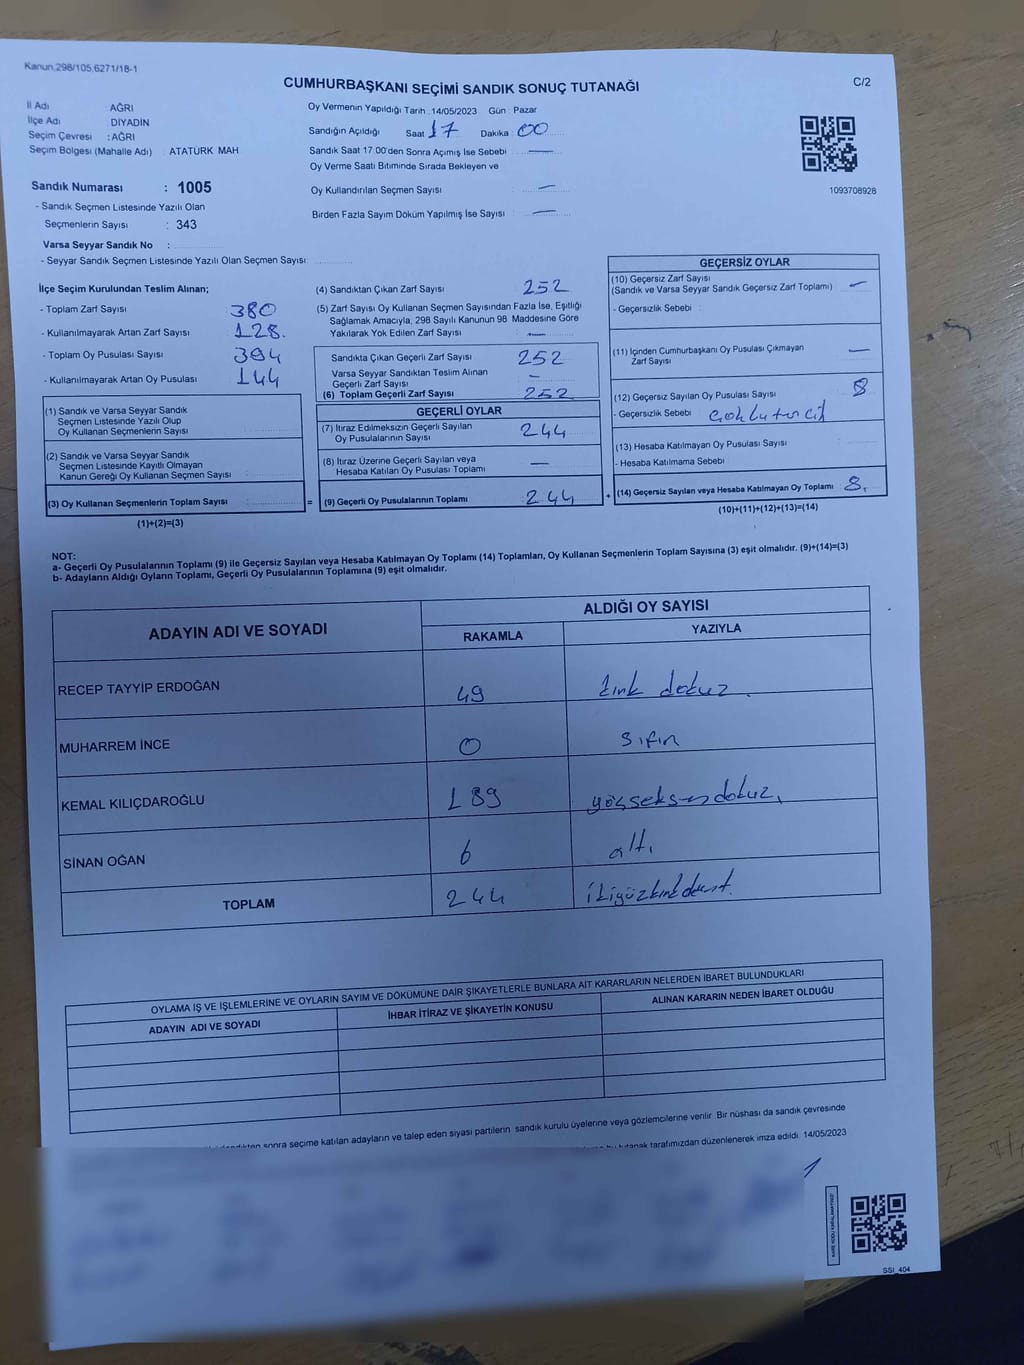 Kanun,298/105,6271/18-1
CUMHURBAŞKANI SEÇİMİ SANDIK SONUÇ TUTANAĞI
C/2
İl Adı : AĞRI
İlçe Adı : DİYADİN
Seçim Çevresi : AĞRI
Seçim Bölgesi (Mahalle Adı) : ATATÜRK MAH.
Oy Vermenin Yapıldığı Tarih : 14/05/2023 Gün : Pazar
Sandığın Açıldığı Saat 17 Dakika : 00
Sandık Saat 17:00'den Sonra Açımış İse Sebebi : —
Oy Verme Saati Bitiminde Sırada Bekleyen ve
Oy Kullandırılan Seçmen Sayısı : —
Birden Fazla Sayım Döküm Yapılmış İse Sayısı : —
1093708928
Sandık Numarası : 1005
- Sandık Seçmen Listesinde Yazılı Olan
Seçmenlerin Sayısı : 343
Varsa Seyyar Sandık No :
- Seyyar Sandık Seçmen Listesinde Yazılı Olan Seçmen Sayısı:
İlçe Seçim Kurulundan Teslim Alınan;
- Toplam Zarf Sayısı 380
- Kullanılmayarak Artan Zarf Sayısı 128.
- Toplam Oy Pusulası Sayısı 394
- Kullanılmayarak Artan Oy Pusulası 144
(1) Sandık ve Varsa Seyyar Sandık
Seçmen Listesinde Yazılı Olup
Oy Kullanan Seçmenlerin Sayısı :
(2) Sandık ve Varsa Seyyar Sandık
Seçmen Listesinde Kayıtlı Olmayan
Kanun Gereği Oy Kullanan Seçmen Sayısı :
(3) Oy Kullanan Seçmenlerin Toplam Sayısı :
=
(1)+(2)=(3)
(4) Sandıktan Çıkan Zarf Sayısı : 252
(5) Zarf Sayısı Oy Kullanan Seçmen Sayısından Fazla İse, Eşitliği
Sağlamak Amacıyla, 298 Sayılı Kanunun 98. Maddesine Göre
Yakılarak Yok Edilen Zarf Sayısı : —
Sandıkta Çıkan Geçerli Zarf Sayısı : 252
Varsa Seyyar Sandıktan Teslim Alınan
Geçerli Zarf Sayısı : —
(6) Toplam Geçerli Zarf Sayısı : 252
GEÇERLİ OYLAR
(7) İtiraz Edilmeksizin Geçerli Sayılan
Oy Pusulalarının Sayısı : 244
(8) İtiraz Üzerine Geçerli Sayılan veya
Hesaba Katılan Oy Pusulası Toplamı : —
(9) Geçerli Oy Pusulalarının Toplamı : 244
+
GEÇERSİZ OYLAR
(10) Geçersiz Zarf Sayısı
(Sandık ve Varsa Seyyar Sandık Geçersiz Zarf Toplamı) : —
- Geçersizlik Sebebi :
(11) İçinden Cumhurbaşkanı Oy Pusulası Çıkmayan
Zarf Sayısı : —
(12) Geçersiz Sayılan Oy Pusulası Sayısı : 8
- Geçersizlik Sebebi :
(13) Hesaba Katılmayan Oy Pusulası Sayısı :
- Hesaba Katılmama Sebebi :
(14) Geçersiz Sayılan veya Hesaba Katılmayan Oy Toplamı : 8.
(10)+(11)+(12)+(13)=(14)
NOT:
a- Geçerli Oy Pusulalarının Toplamı (9) ile Geçersiz Sayılan veya Hesaba Katılmayan Oy Toplamı (14) Toplamları, Oy Kullanan Seçmenlerin Toplam Sayısına (3) eşit olmalıdır. (9)+(14)=(3)
b- Adayların Aldığı Oyların Toplamı, Geçerli Oy Pusulalarının Toplamına (9) eşit olmalıdır.
ADAYIN ADI VE SOYADI
ALDIĞI OY SAYISI
RAKAMLA YAZIYLA
RECEP TAYYİP ERDOĞAN 49 kırk dokuz.
MUHARREM İNCE 0 sıfır
KEMAL KILIÇDAROĞLU 189 yüzseksendokuz.
SİNAN OĞAN 6 altı
TOPLAM 244 ikiyüzkırkdört.
OYLAMA İŞ VE İŞLEMLERİNE VE OYLARIN SAYIM VE DÖKÜMÜNE DAİR ŞİKAYETLERLE BUNLARA AİT KARARLARIN NELERDEN İBARET BULUNDUKLARI
ADAYIN ADI VE SOYADI İHBAR İTİRAZ VE ŞİKAYETİN KONUSU ALINAN KARARIN NEDEN İBARET OLDUĞU
sonra seçime katılan adayların ve talep eden siyasi partilerin sandık kurulu üyelerine veya gözlemcilerine verilir. Bir nüshası da sandık çevresinde
bu tutanak tarafımızdan düzenlenerek imza edildi. 14/05/2023
KARE KODU KARALAMAYINIZ!
SSI_404